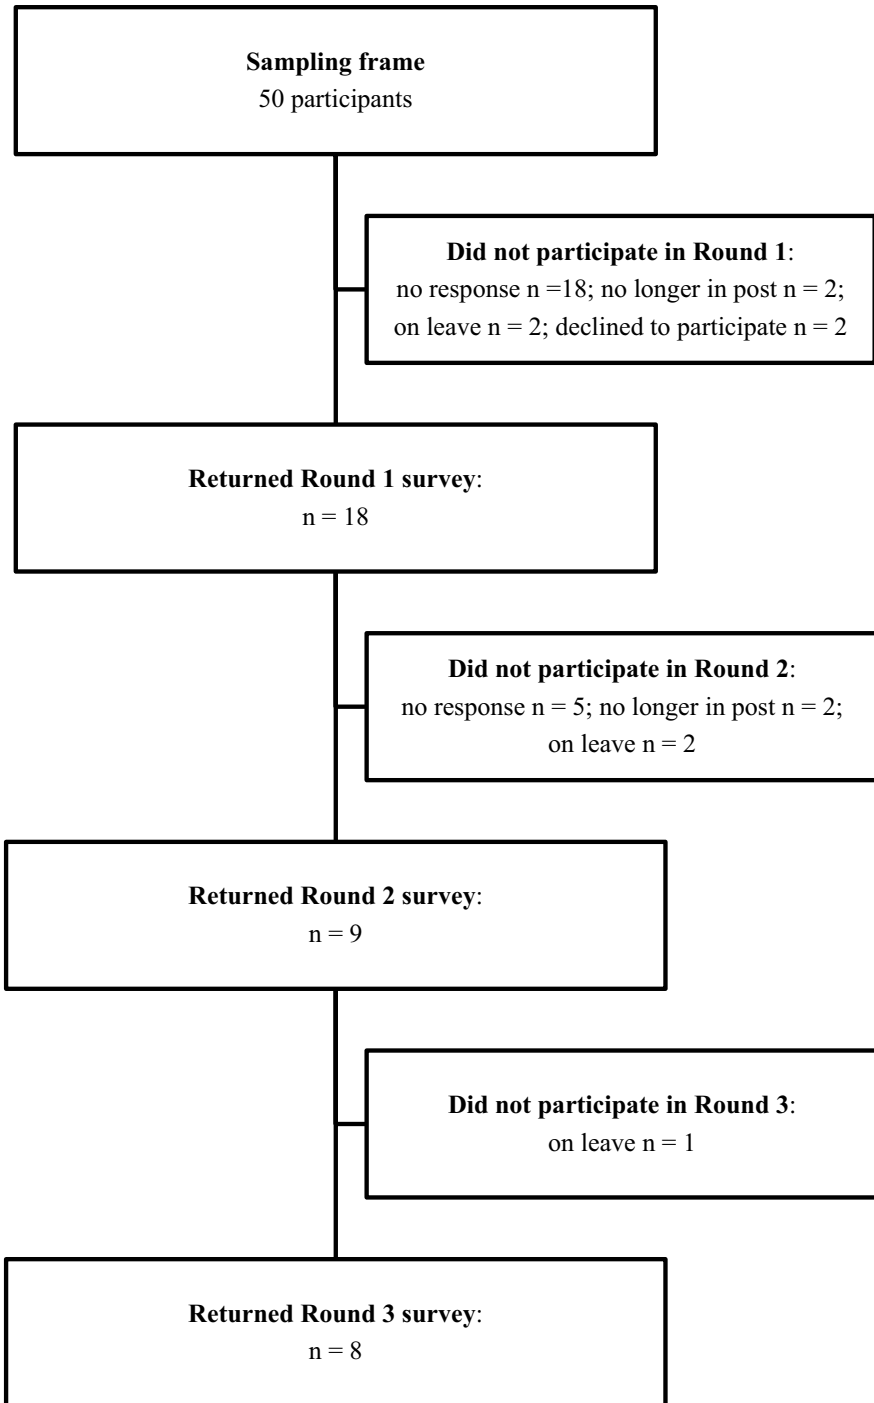 Sampling frame
50 participants
Did not participate in Round 1:
no response n =18; no longer in post n = 2;
on leave n = 2; declined to participate n = 2
Returned Round 1 survey:
n = 18
Did not participate in Round 2:
no response n = 5; no longer in post n = 2;
on leave n = 2
Returned Round 2 survey:
n = 9
Did not participate in Round 3:
on leave n = 1
Returned Round 3 survey:
n = 8